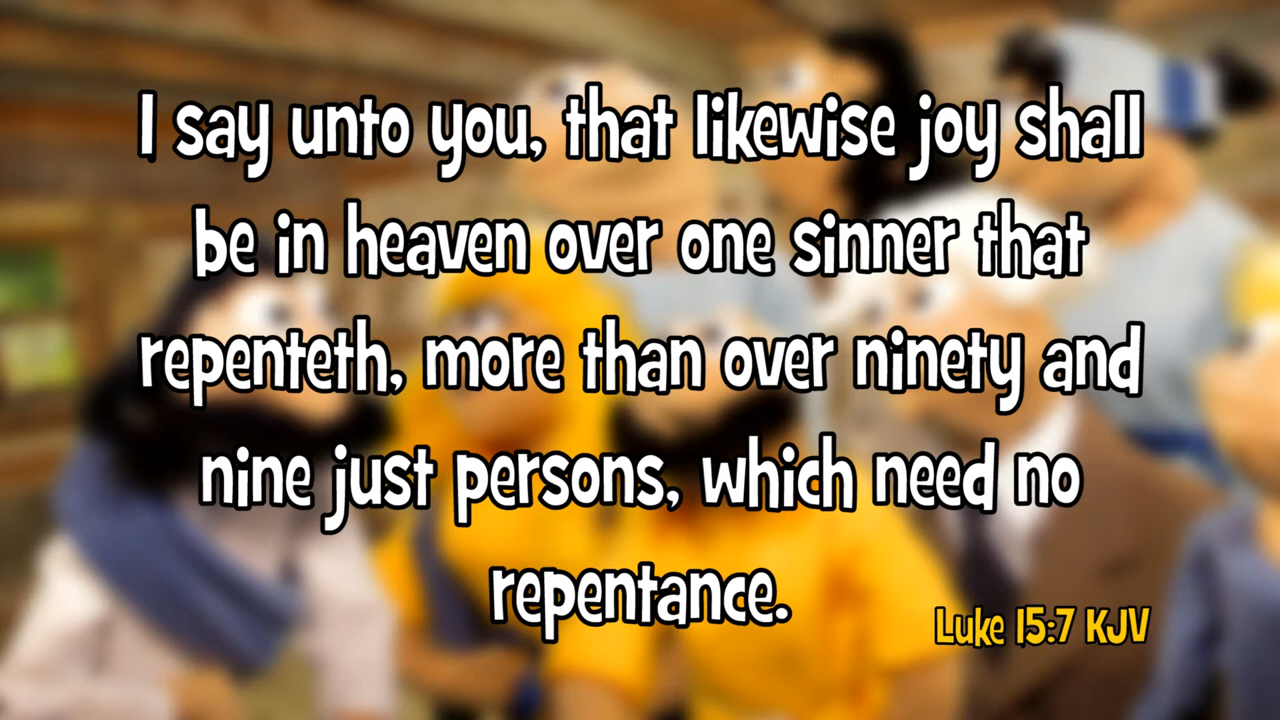 I say unto you, that likewise joy shall
be in heaven over one sinner that
repenteth, more than over ninety and
nine just persons, which need no
repentance.
Luke 15:7 KJV